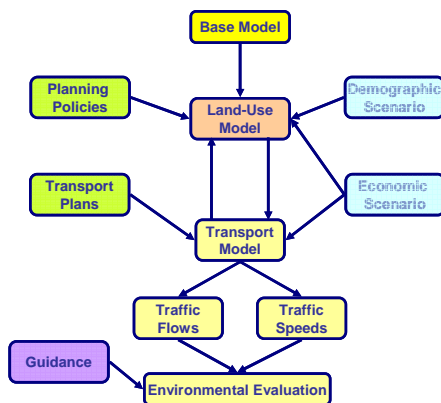 Base Model
Planning
Policies
Land-Use
Model
Demographic
Scenario
Transport
Plans
Economic
Scenario
Transport
Model
Traffic
Flows
Traffic
Speeds
Guidance
Environmental Evaluation